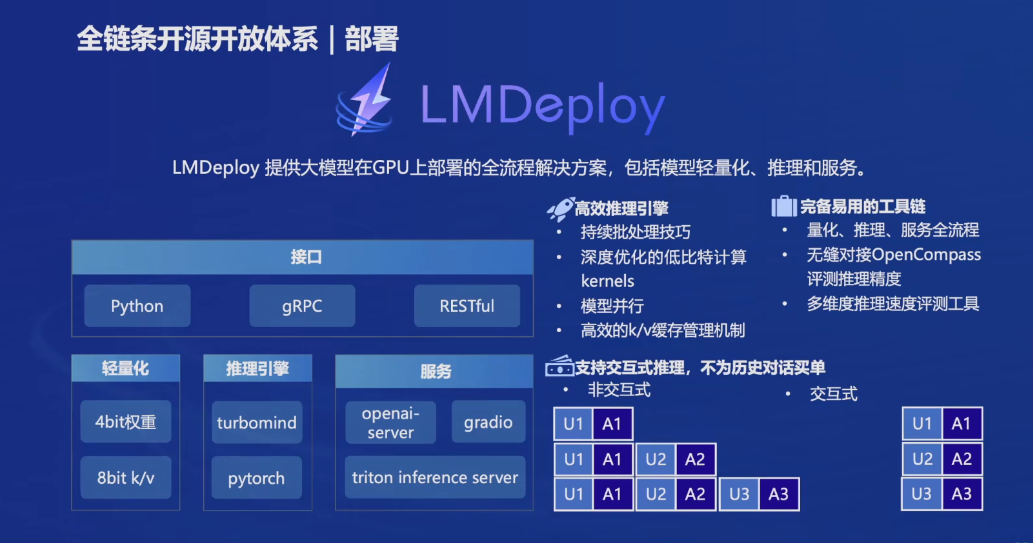 全链条开源开放体系 | 部署
LMDeploy
LMDeploy 提供大模型在GPU上部署的全流程解决方案，包括模型轻量化、推理和服务。
接口
Python
gRPC
RESTful
轻量化
4bit权重
8bit k/v
推理引擎
turbomind
pytorch
服务
openai-
server
gradio
triton inference server
高效推理引擎
• 持续批处理技巧
• 深度优化的低比特计算
kernels
• 模型并行
• 高效的k/v缓存管理机制
完备易用的工具链
• 量化、推理、服务全流程
• 无缝对接OpenCompass
评测推理精度
• 多维度推理速度评测工具
支持交互式推理，不为历史对话买单
• 非交互式
U1 A1
U1 A1 U2 A2
U1 A1 U2 A2 U3 A3
• 交互式
U1 A1
U2 A2
U3 A3